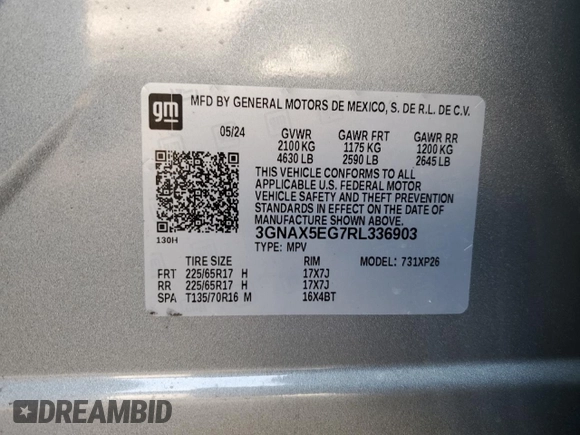 gm MFD BY GENERAL MOTORS DE MEXICO, S. DE R.L. DE C.V.
05/24 GVWR GAWR FRT GAWR RR
2100 KG 1175 KG 1200 KG
4630 LB 2590 LB 2645 LB
THIS VEHICLE CONFORMS TO ALL
APPLICABLE U.S. FEDERAL MOTOR
VEHICLE SAFETY AND THEFT PREVENTION
STANDARDS IN EFFECT ON THE DATE OF
MANUFACTURE SHOWN ABOVE.
3GNAX5EG7RL336903
130H TYPE: MPV
TIRE SIZE RIM MODEL: 731XP26
FRT 225/65R17 H 17X7J
RR 225/65R17 H 17X7J
SPA T135/70R16 M 16X4BT
DREAMBID